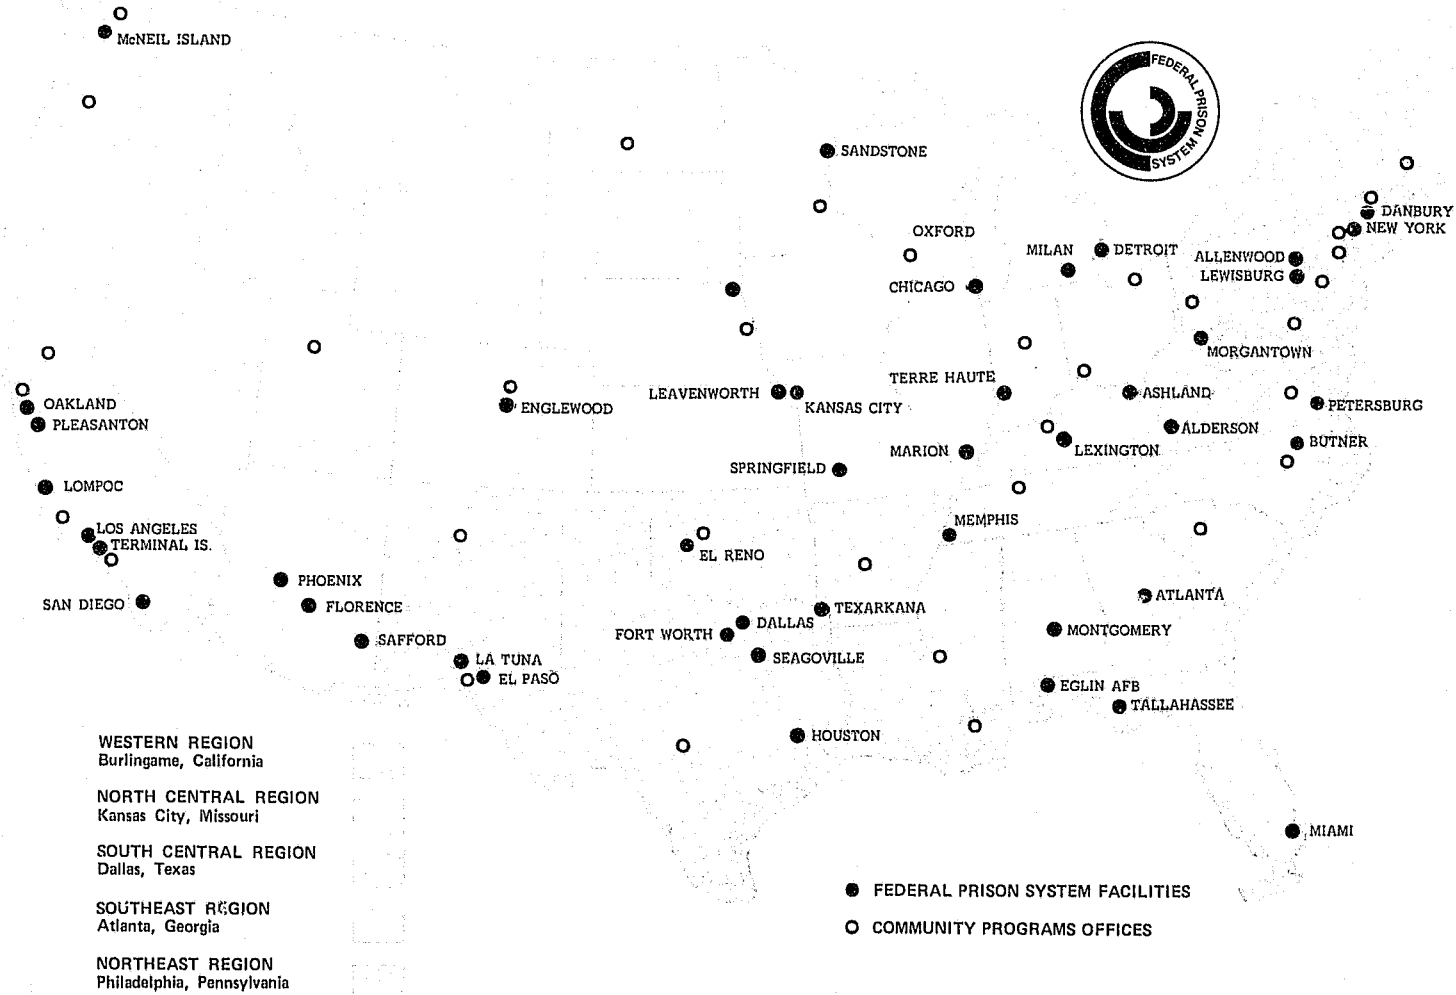 McNEIL ISLAND
FEDERAL PRISON SYSTEM
SANDSTONE
OXFORD
DANBURY
NEW YORK
MILAN
DETROIT
ALLENWOOD
LEWISBURG
CHICAGO
MORGANTOWN
TERRE HAUTE
LEAVENWORTH
KANSAS CITY
ASHLAND
OAKLAND
ENGLEWOOD
PETERSBURG
PLEASANTON
ALDERSON
BUTNER
MARION
LEXINGTON
SPRINGFIELD
LOMPOC
MEMPHIS
LOS ANGELES
TERMINAL IS.
EL RENO
PHOENIX
SAN DIEGO
FLORENCE
TEXARKANA
ATLANTA
DALLAS
FORT WORTH
MONTGOMERY
SAFFORD
SEAGOVILLE
LA TUNA
EL PASO
EGLIN AFB
TALLAHASSEE
HOUSTON
MIAMI
WESTERN REGION
Burlingame, California
NORTH CENTRAL REGION
Kansas City, Missouri
SOUTH CENTRAL REGION
Dallas, Texas
SOUTHEAST REGION
Atlanta, Georgia
NORTHEAST REGION
Philadelphia, Pennsylvania
FEDERAL PRISON SYSTEM FACILITIES
COMMUNITY PROGRAMS OFFICES